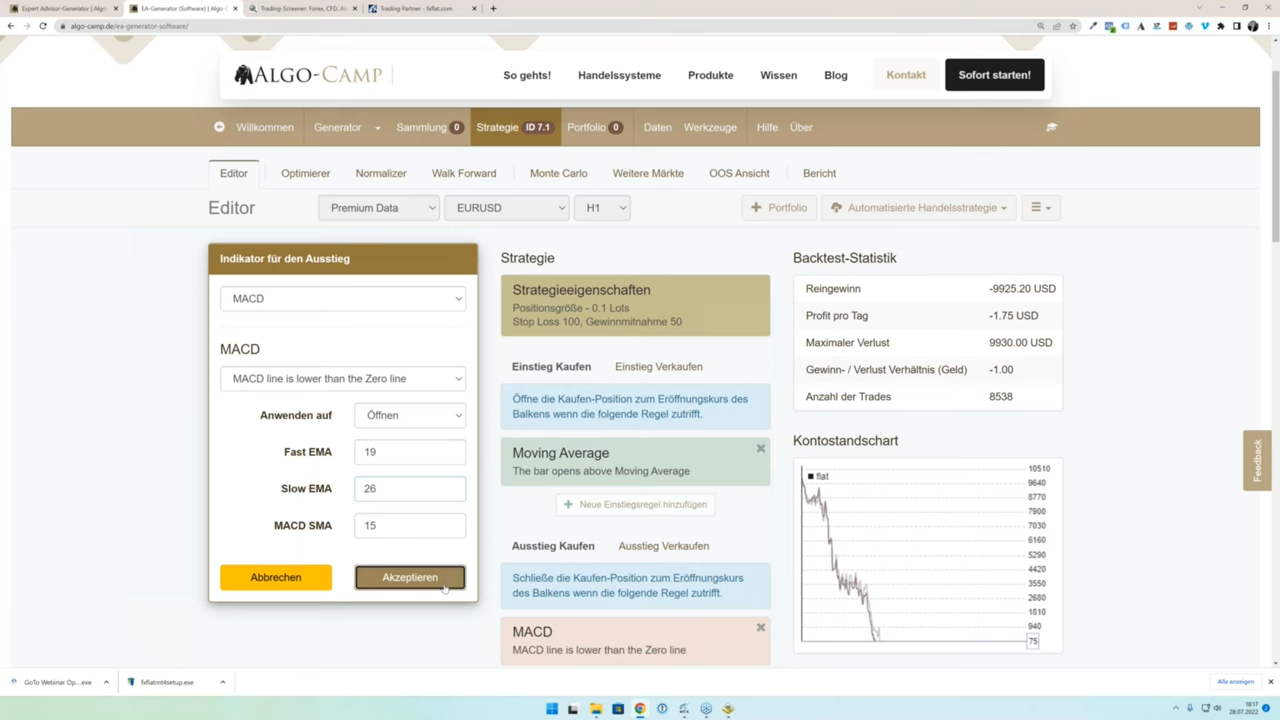 Expert Advisor-Generator | Algo-
EA-Generator (Software) | Algo-
Trading-Screener: Forex, CFD, Al
Trading Partner - fxflat.com
algo-camp.de/ea-generator-software/
ALGO-CAMP
So gehts!
Handelssysteme
Produkte
Wissen
Blog
Kontakt
Sofort starten!
Willkommen
Generator
Sammlung 0
Strategie ID 7.1
Portfolio 0
Daten
Werkzeuge
Hilfe
Über
Editor
Optimierer
Normalizer
Walk Forward
Monte Carlo
Weitere Märkte
OOS Ansicht
Bericht
Editor
Premium Data
EURUSD
H1
Portfolio
Automatisierte Handelsstrategie
Indikator für den Ausstieg
MACD
MACD
MACD line is lower than the Zero line
Anwenden auf Öffnen
Fast EMA 19
Slow EMA 26
MACD SMA 15
Abbrechen
Akzeptieren
Strategie
Strategieeigenschaften
Positionsgröße - 0.1 Lots
Stop Loss 100, Gewinnmitnahme 50
Einstieg Kaufen
Einstieg Verkaufen
Öffne die Kaufen-Position zum Eröffnungskurs des
Balkens wenn die folgende Regel zutrifft.
Moving Average
The bar opens above Moving Average
Neue Einstiegsregel hinzufügen
Ausstieg Kaufen
Ausstieg Verkaufen
Schließe die Kaufen-Position zum Eröffnungskurs
des Balkens wenn die folgende Regel zutrifft.
MACD
MACD line is lower than the Zero line
Backtest-Statistik
Reingewinn -9925.20 USD
Profit pro Tag -1.75 USD
Maximaler Verlust 9930.00 USD
Gewinn- / Verlust Verhältnis (Geld) -1.00
Anzahl der Trades 8538
Kontostandschart
flat
10510
9640
8770
7900
7030
6160
5290
4420
3550
2680
1810
940
75
Feedback
GoTo Webinar Op....exe
fxflatmt4setup.exe
Alle anzeigen
18:17
28.07.2022
2